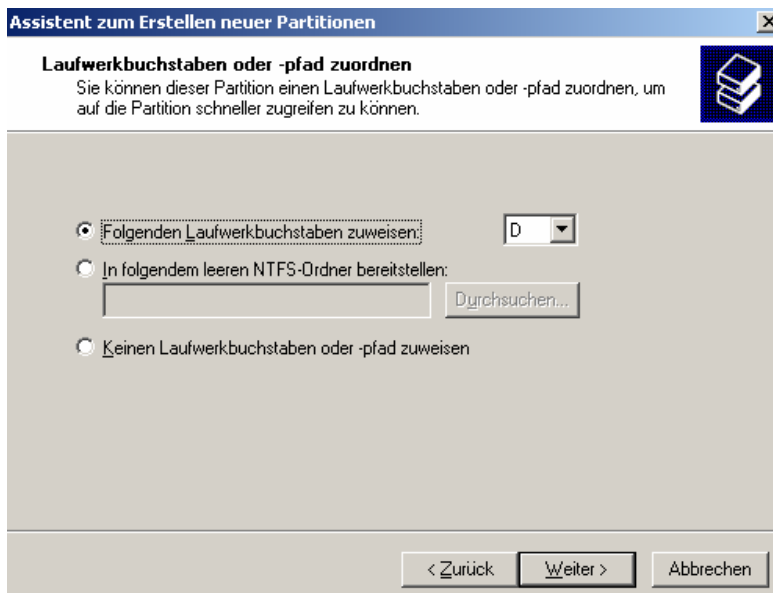 Assistent zum Erstellen neuer Partitionen
Laufwerkbuchstaben oder -pfad zuordnen
Sie können dieser Partition einen Laufwerkbuchstaben oder -pfad zuordnen, um
auf die Partition schneller zugreifen zu können.
Folgenden Laufwerkbuchstaben zuweisen: D
In folgendem leeren NTFS-Ordner bereitstellen:
Durchsuchen...
Keinen Laufwerkbuchstaben oder -pfad zuweisen
< Zurück Weiter > Abbrechen